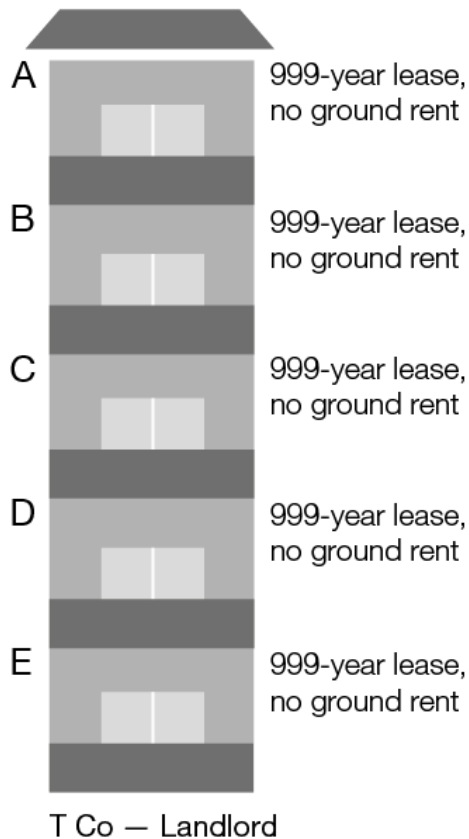 A
999-year lease,
no ground rent
B
999-year lease,
no ground rent
C
999-year lease,
no ground rent
D
999-year lease,
no ground rent
E
999-year lease,
no ground rent
T Co — Landlord